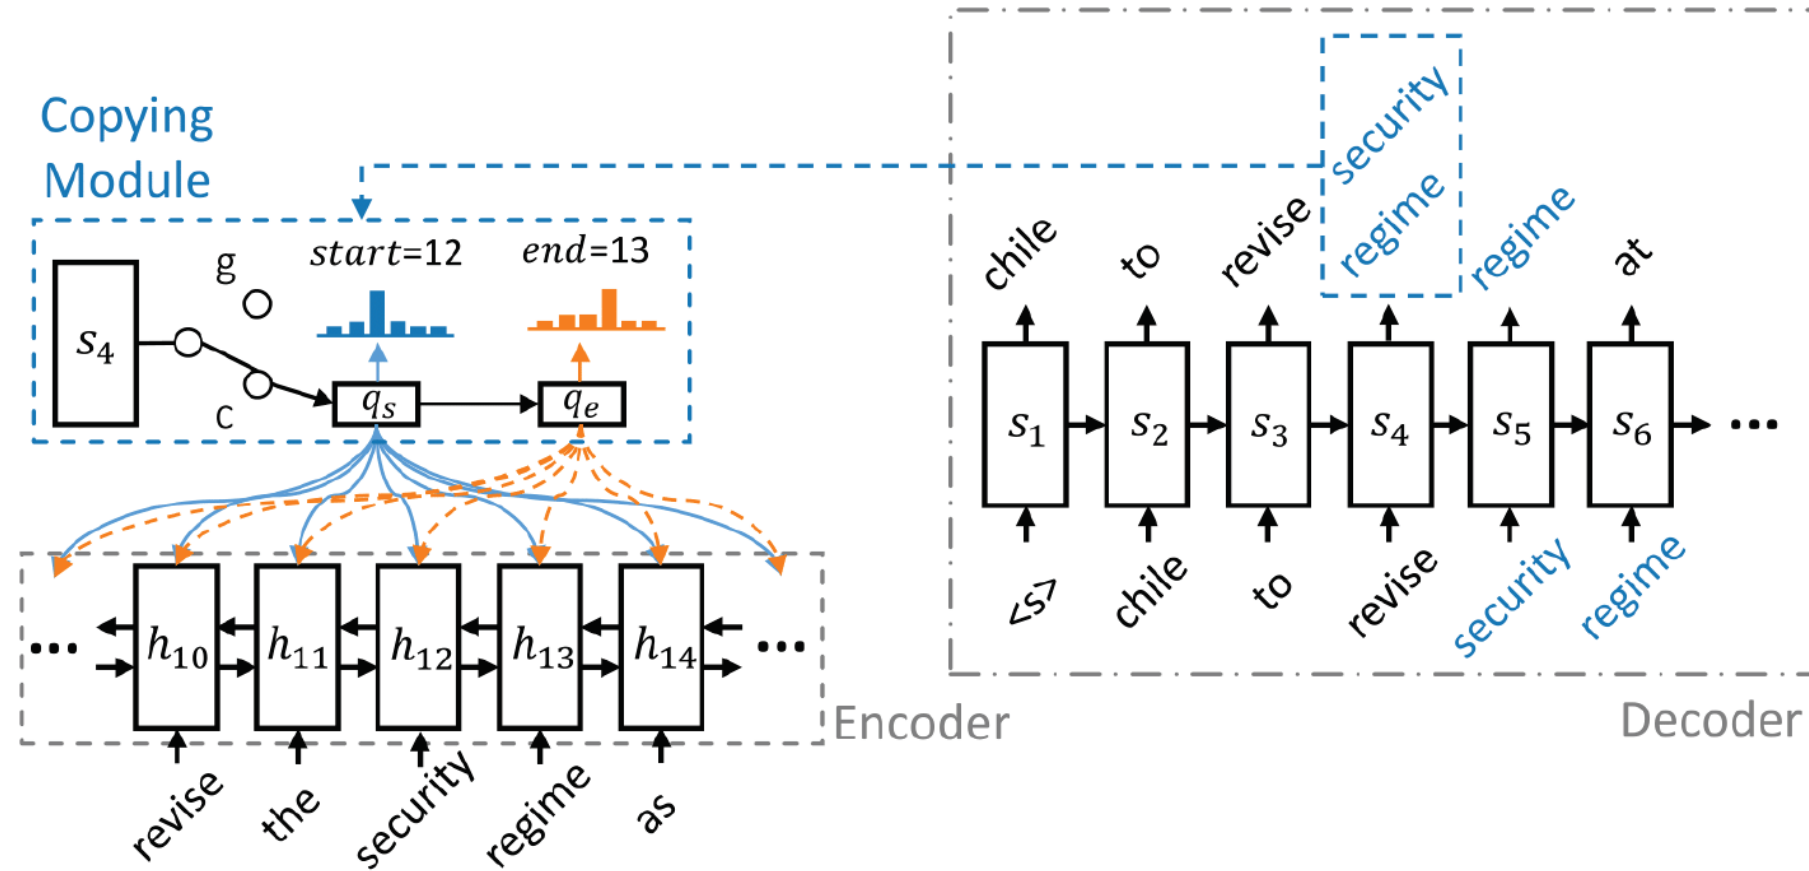 Copying
Module
start=12
end=13
g
s₄
c
qₛ
qₑ
...
h₁₀
h₁₁
h₁₂
h₁₃
h₁₄
...
Encoder
revise
the
security
regime
as
security
regime
chile
to
revise
regime
at
s₁
s₂
s₃
s₄
s₅
s₆
...
<s>
chile
to
revise
security
regime
Decoder